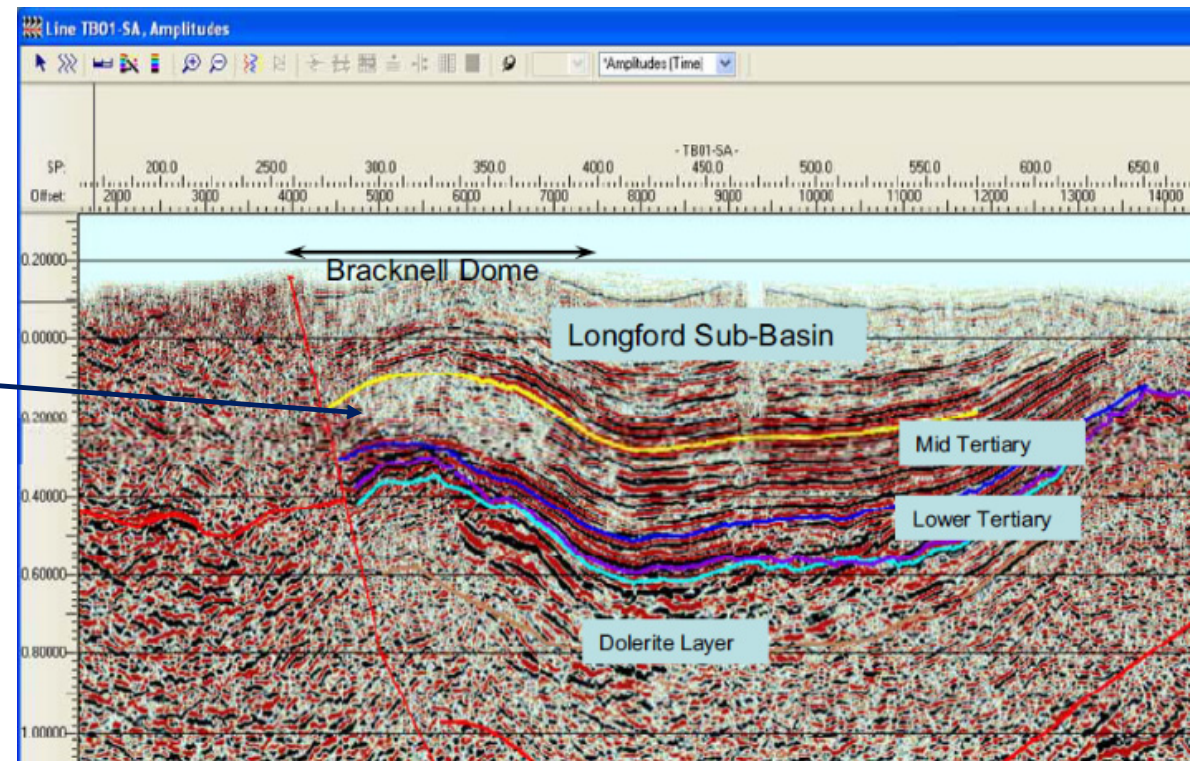 Line TB01-SA, Amplitudes
*Amplitudes (Time)
- TB01-SA -
SP: 200.0 2500 300.0 350.0 400.0 450.0 500.0 550.0 600.0 650.0
Offset: 2000 3000 4000 5000 6000 7000 8000 9000 10000 11000 12000 13000 14000
0.20000
Bracknell Dome
0.00000
Longford Sub-Basin
0.20000
Mid Tertiary
0.40000
Lower Tertiary
0.60000
Dolerite Layer
0.80000
1.00000